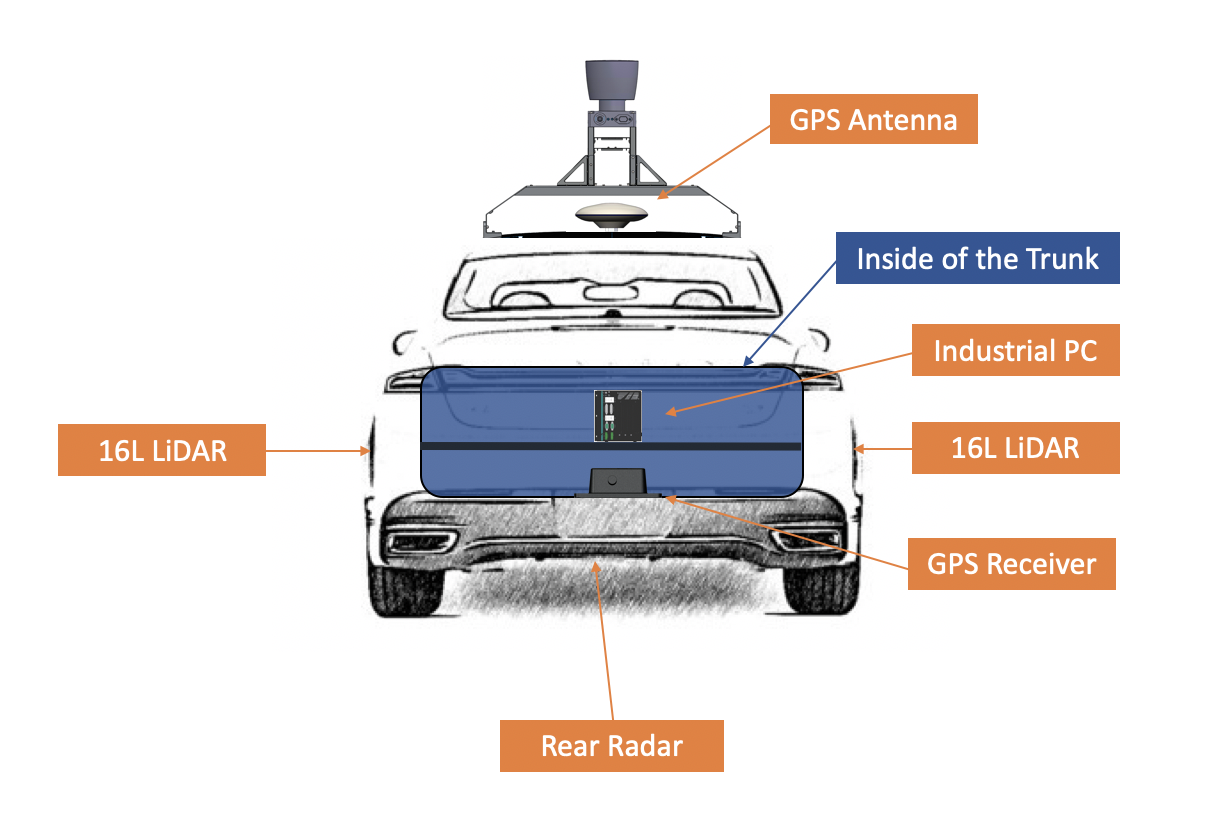 GPS Antenna
Inside of the Trunk
Industrial PC
16L LiDAR
16L LiDAR
GPS Receiver
Rear Radar